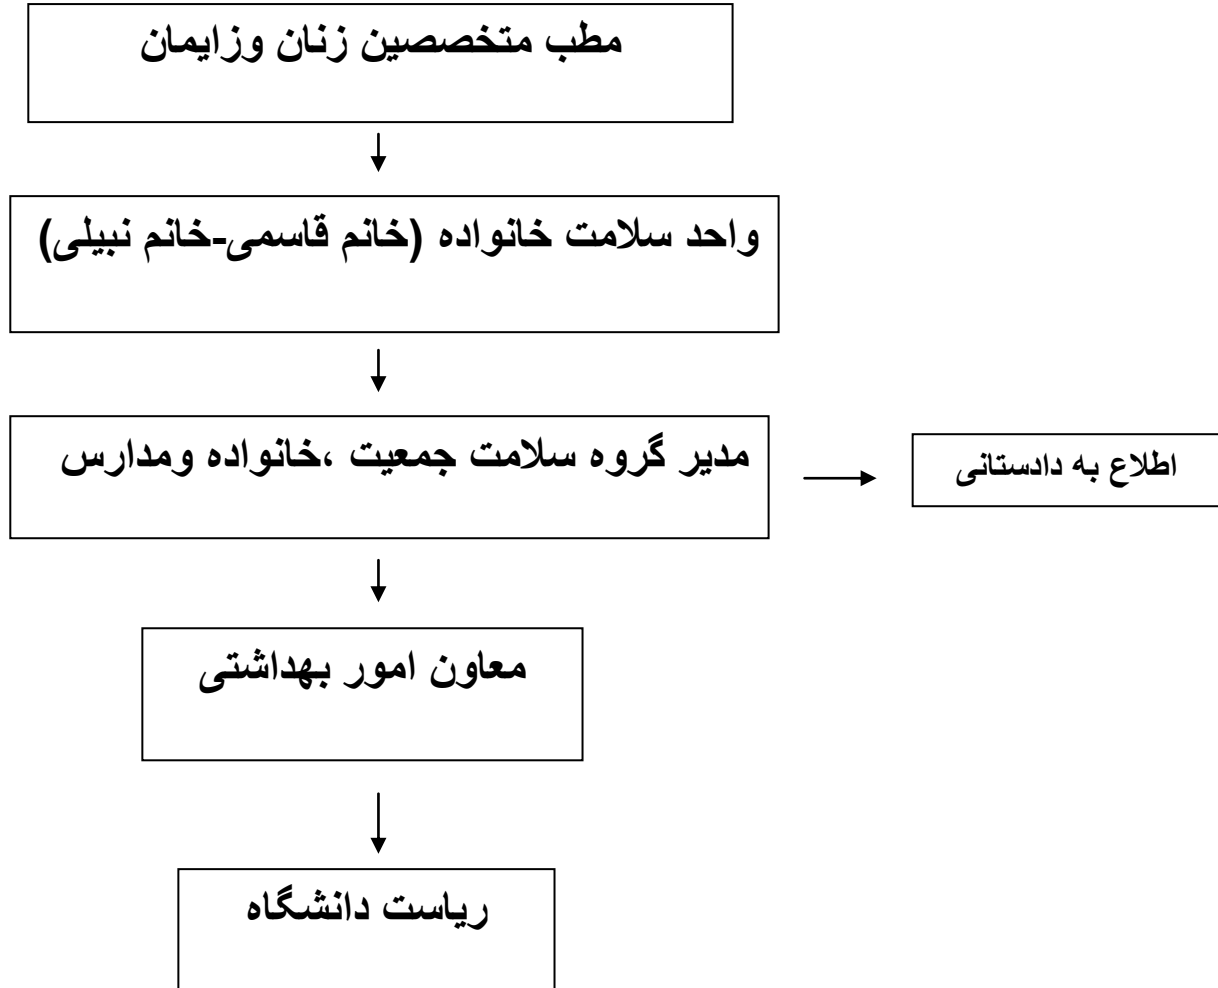 مطب متخصصین زنان وزایمان
واحد سلامت خانواده (خانم قاسمی-خانم نبیلی)
مدیر گروه سلامت جمعیت ،خانواده ومدارس
اطلاع به دادستانی
معاون امور بهداشتی
ریاست دانشگاه